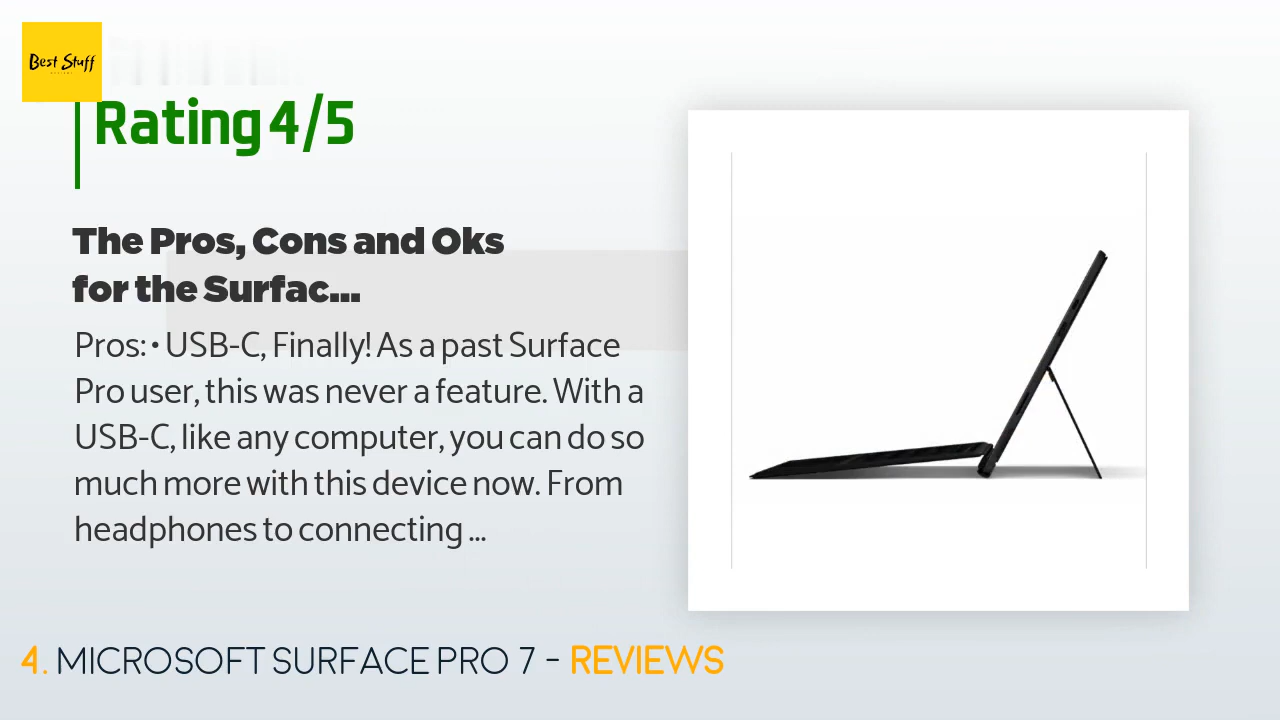 Best Stuff
Rating 4/5
The Pros, Cons and Oks
for the Surfac...
Pros: • USB-C, Finally! As a past Surface
Pro user, this was never a feature. With a
USB-C, like any computer, you can do so
much more with this device now. From
headphones to connecting ...
4. MICROSOFT SURFACE PRO 7 - REVIEWS